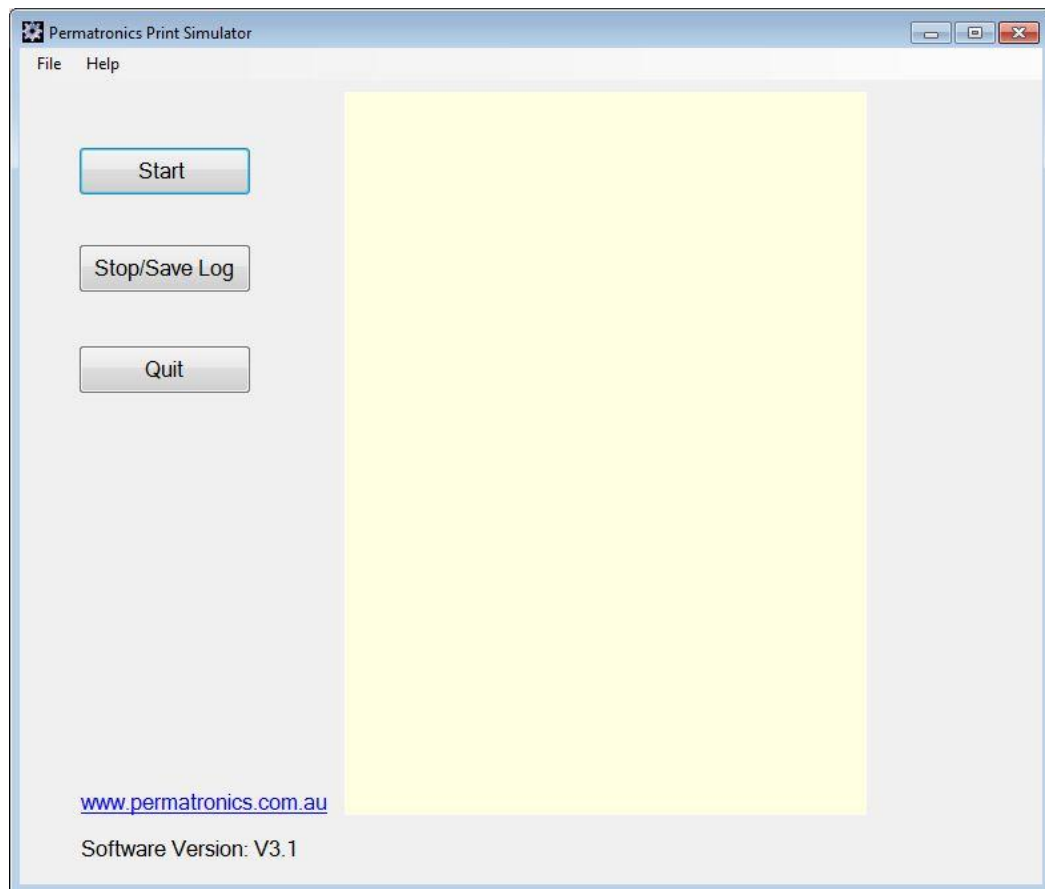 Permatronics Print Simulator
File Help
Start
Stop/Save Log
Quit
www.permatronics.com.au
Software Version: V3.1